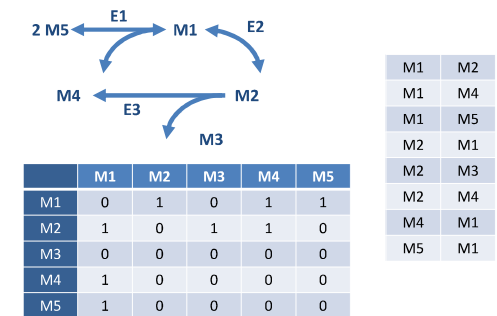 E1
2 M5 M1 E2
M4 M2
E3
M3
M1 M2 M3 M4 M5
M1 0 1 0 1 1
M2 1 0 1 1 0
M3 0 0 0 0 0
M4 1 0 0 0 0
M5 1 0 0 0 0
M1 M2
M1 M4
M1 M5
M2 M1
M2 M3
M2 M4
M4 M1
M5 M1